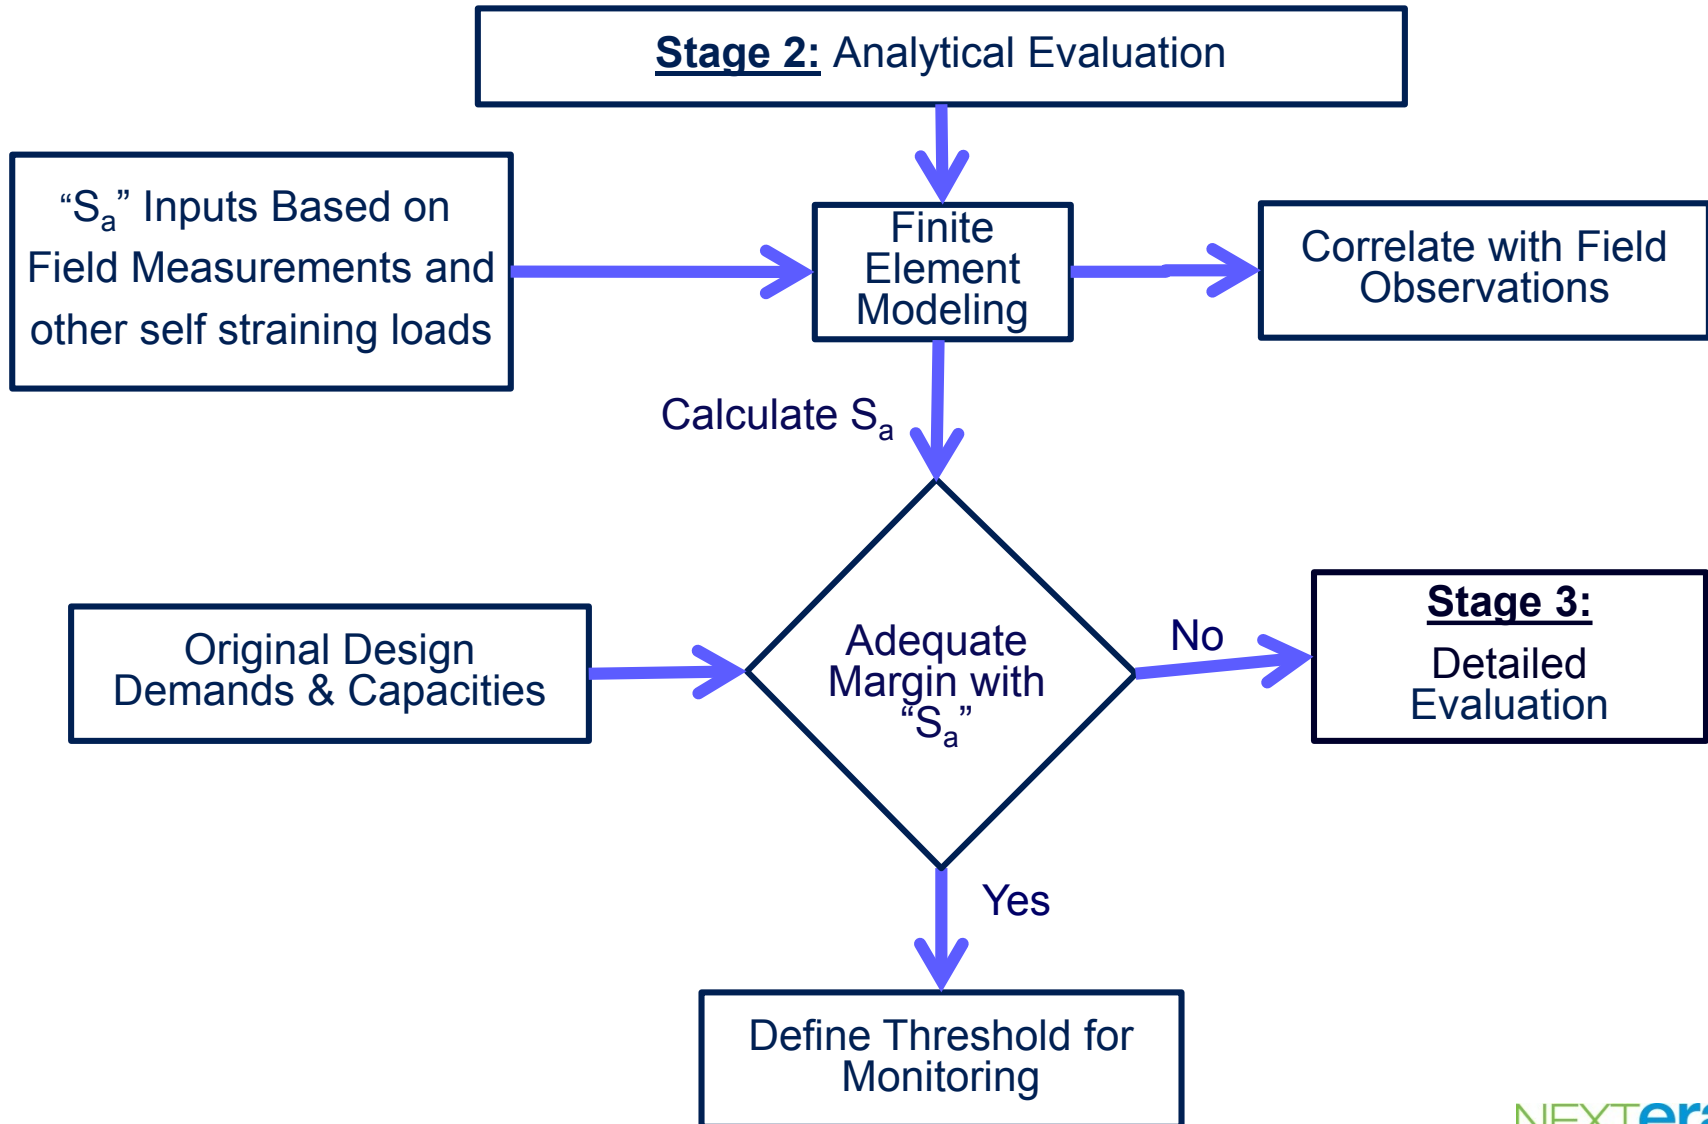 Stage 2: Analytical Evaluation
“Sa” Inputs Based on
Field Measurements and
other self straining loads
Finite
Element
Modeling
Correlate with Field
Observations
Calculate Sa
Original Design
Demands & Capacities
Adequate
Margin with
“Sa”
No
Stage 3:
Detailed
Evaluation
Yes
Define Threshold for
Monitoring
NEXTera